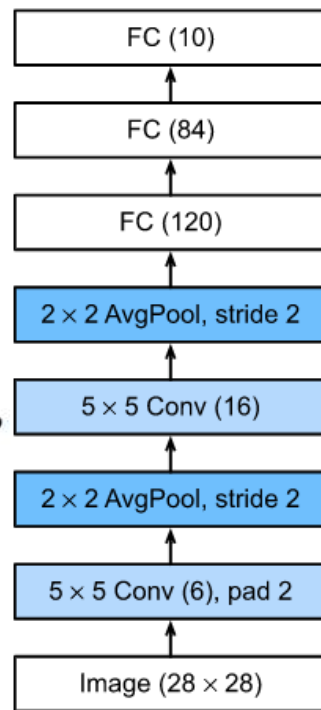 FC (10)
FC (84)
FC (120)
2 × 2 AvgPool, stride 2
5 × 5 Conv (16)
2 × 2 AvgPool, stride 2
5 × 5 Conv (6), pad 2
Image (28 × 28)